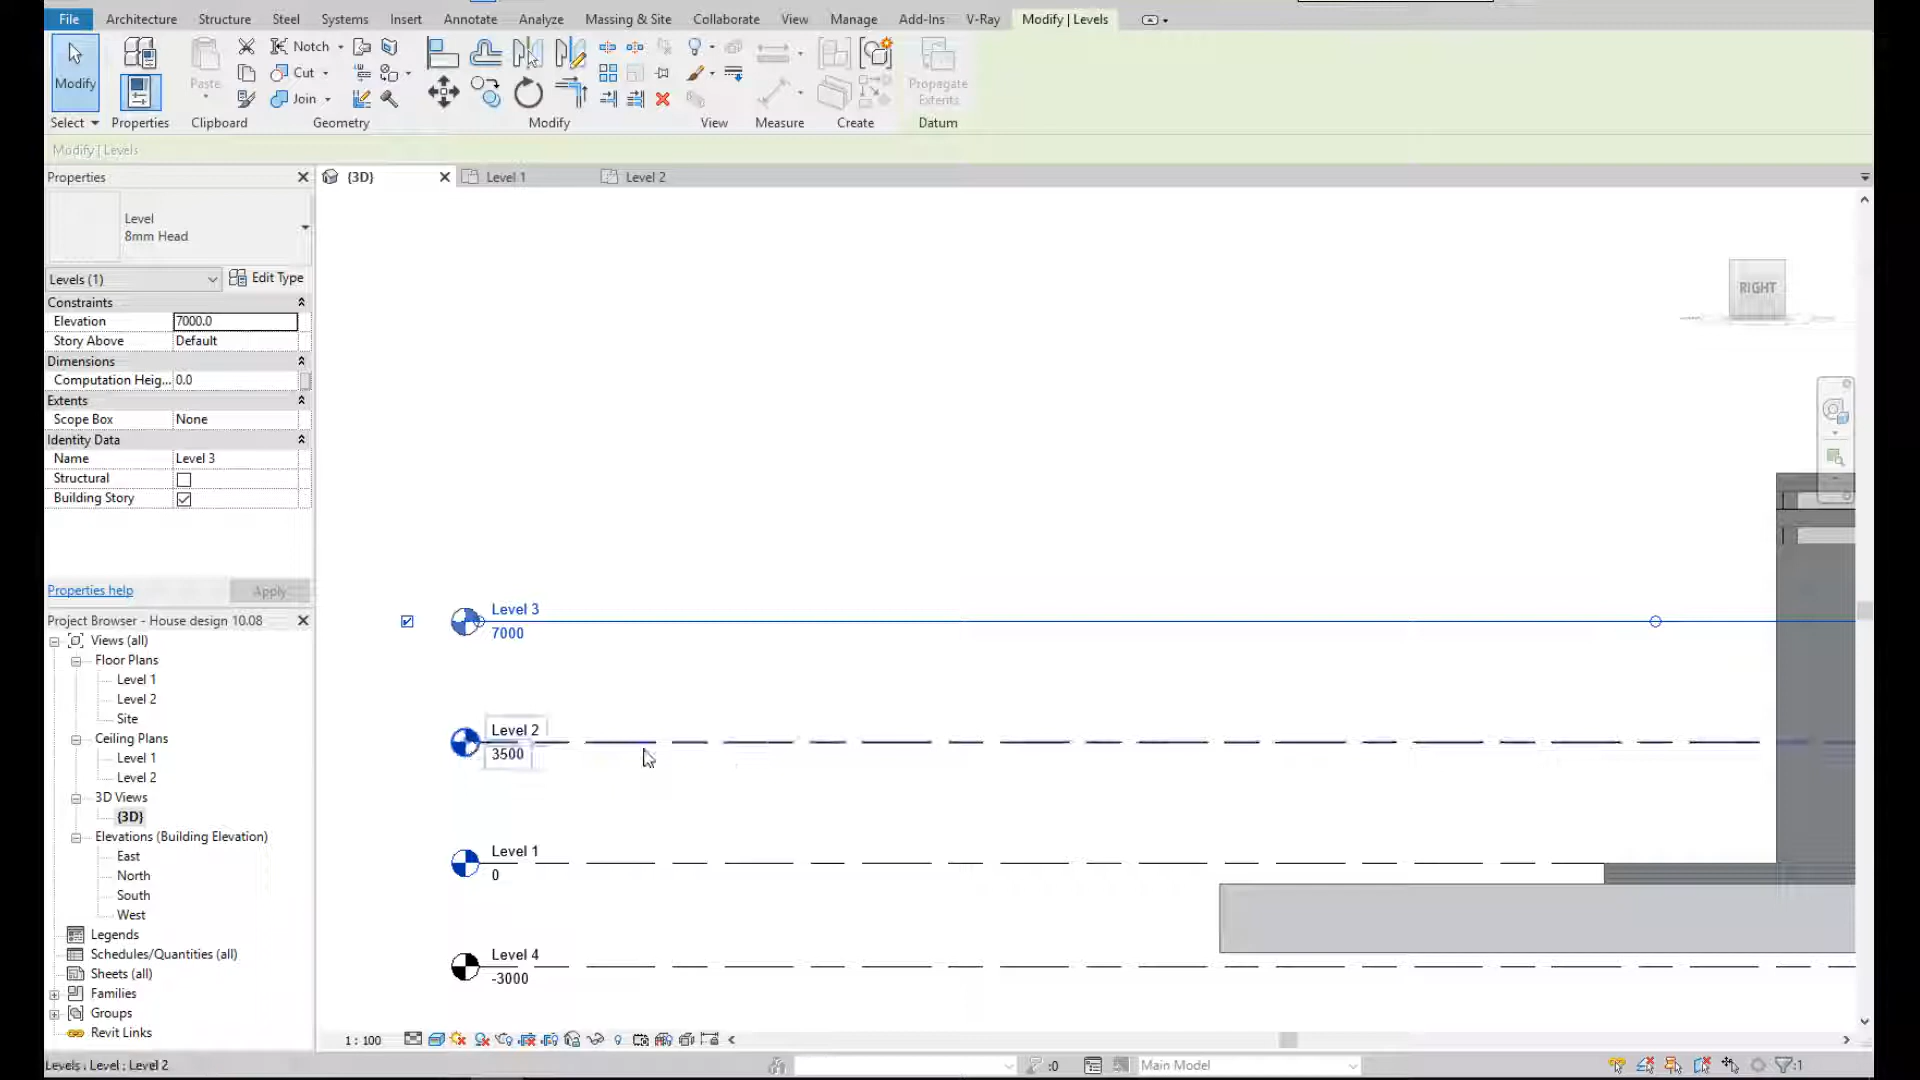 File Architecture Structure Steel Systems Insert Annotate Analyze Massing & Site Collaborate View Manage Add-Ins V-Ray Modify | Levels
Notch
Cut
Join
Modify
Paste
Propagate
Extents
Select Properties Clipboard Geometry Modify View Measure Create Datum
Modify | Levels
Properties
{3D} Level 1 Level 2
Level
8mm Head
Levels (1) Edit Type
Constraints
Elevation 7000.0
Story Above Default
Dimensions
Computation Heig... 0.0
Extents
Scope Box None
Identity Data
Name Level 3
Structural
Building Story
Properties help Apply
Project Browser - House design 10.08
Views (all)
Floor Plans
Level 1
Level 2
Site
Ceiling Plans
Level 1
Level 2
3D Views
{3D}
Elevations (Building Elevation)
East
North
South
West
Legends
Schedules/Quantities (all)
Sheets (all)
Families
Groups
Revit Links
RIGHT
Level 3
7000
Level 2
3500
Level 1
0
Level 4
-3000
1 : 100
Levels : Level : Level 2
:0
Main Model
:1